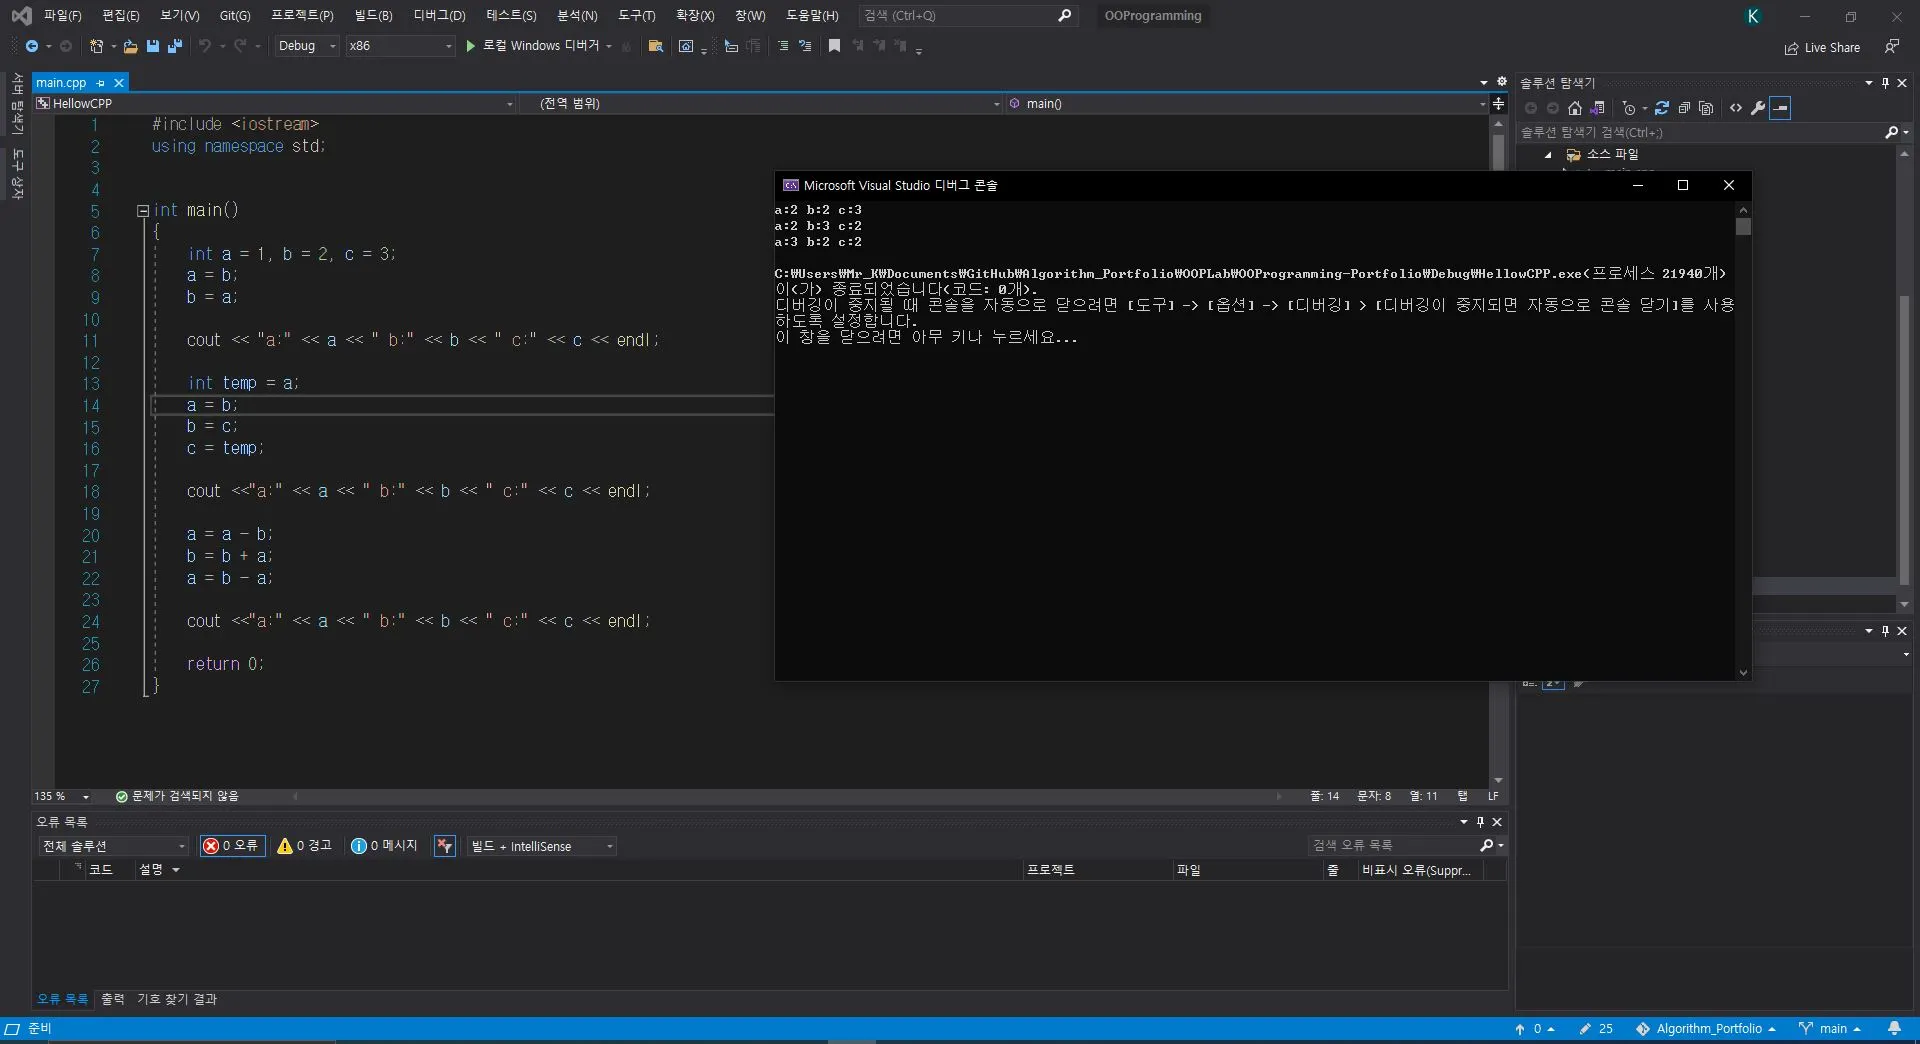 파일(F) 편집(E) 보기(V) Git(G) 프로젝트(P) 빌드(B) 디버그(D) 테스트(S) 분석(N) 도구(T) 확장(X) 창(W) 도움말(H) 검색 (Ctrl+Q) OOProgramming K
Debug x86 로컬 Windows 디버거 Live Share
서버 탐색기
도구 상자
main.cpp
HellowCPP (전역 범위) main()
1 #include <iostream>
2 using namespace std;
3
4
5 int main()
6 {
7 int a = 1, b = 2, c = 3;
8 a = b;
9 b = a;
10
11 cout << "a:" << a << " b:" << b << " c:" << c << endl;
12
13 int temp = a;
14 a = b;
15 b = c;
16 c = temp;
17
18 cout <<"a:" << a << " b:" << b << " c:" << c << endl;
19
20 a = a - b;
21 b = b + a;
22 a = b - a;
23
24 cout <<"a:" << a << " b:" << b << " c:" << c << endl;
25
26 return 0;
27 }
Microsoft Visual Studio 디버그 콘솔
a:2 b:2 c:3
a:2 b:3 c:2
a:3 b:2 c:2
C:₩Users₩Mr_K₩Documents₩GitHub₩Algorithm_Portfolio₩OOPLab₩OOProgramming-Portfolio₩Debug₩HellowCPP.exe(프로세스 21940개)
이(가) 종료되었습니다(코드: 0개).
디버깅이 중지될 때 콘솔을 자동으로 닫으려면 [도구] -> [옵션] -> [디버깅] > [디버깅이 중지되면 자동으로 콘솔 닫기]를 사용
하도록 설정합니다.
이 창을 닫으려면 아무 키나 누르세요...
솔루션 탐색기
솔루션 탐색기 검색(Ctrl+;)
소스 파일
135 % 문제가 검색되지 않음 줄: 14 문자: 8 열: 11 탭 LF
오류 목록
전체 솔루션 0 오류 0 경고 0 메시지 빌드 + IntelliSense 검색 오류 목록
코드 설명 프로젝트 파일 줄 비표시 오류(Suppr...
오류 목록 출력 기호 찾기 결과
준비 0 25 Algorithm_Portfolio main